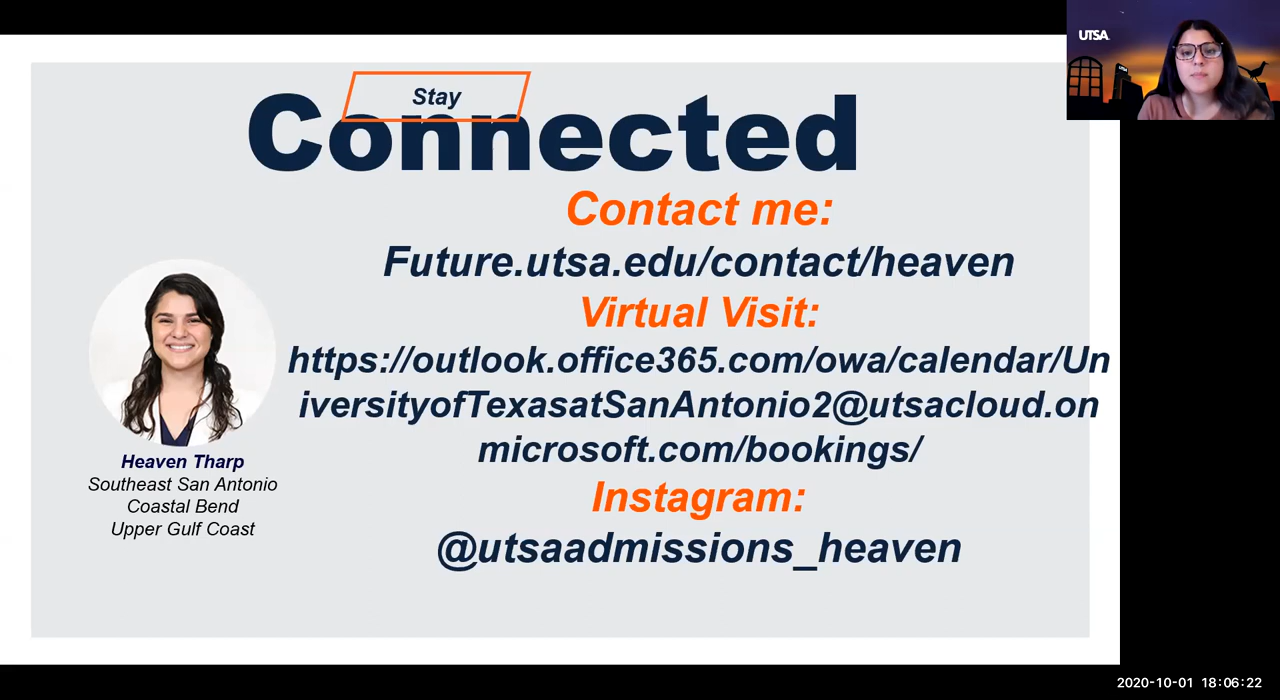 UTSA
Stay
Connected
Contact me:
Future.utsa.edu/contact/heaven
Virtual Visit:
https://outlook.office365.com/owa/calendar/Un
iversityofTexasatSanAntonio2@utsacloud.on
microsoft.com/bookings/
Instagram:
@utsaadmissions_heaven
Heaven Tharp
Southeast San Antonio
Coastal Bend
Upper Gulf Coast
2020-10-01 18:06:22